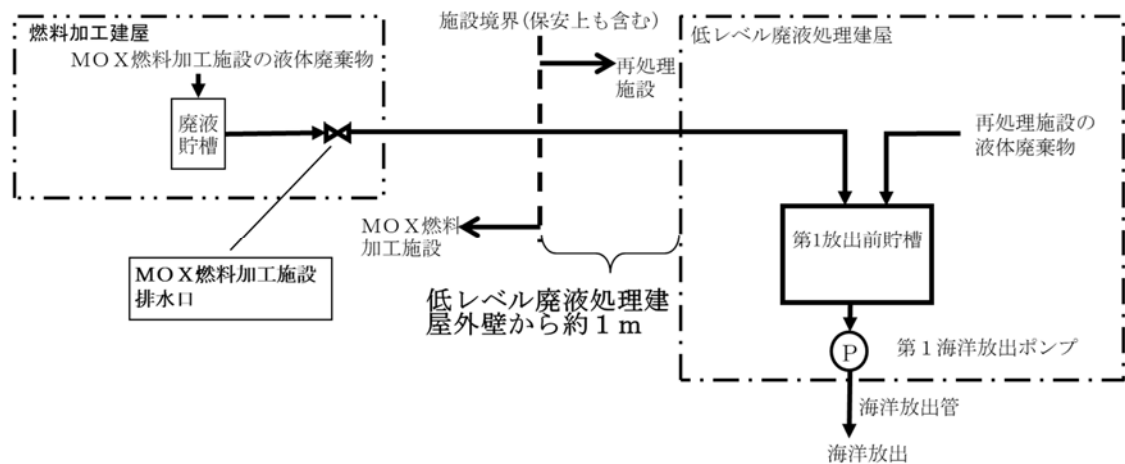 燃料加工建屋
MOX燃料加工施設の液体廃棄物
廃液
貯槽
MOX燃料加工施設
排水口
施設境界(保安上も含む)
再処理
施設
MOX燃料
加工施設
低レベル廃液処理建
屋外壁から約1m
低レベル廃液処理建屋
再処理施設の
液体廃棄物
第1放出前貯槽
P
第1海洋放出ポンプ
海洋放出管
海洋放出